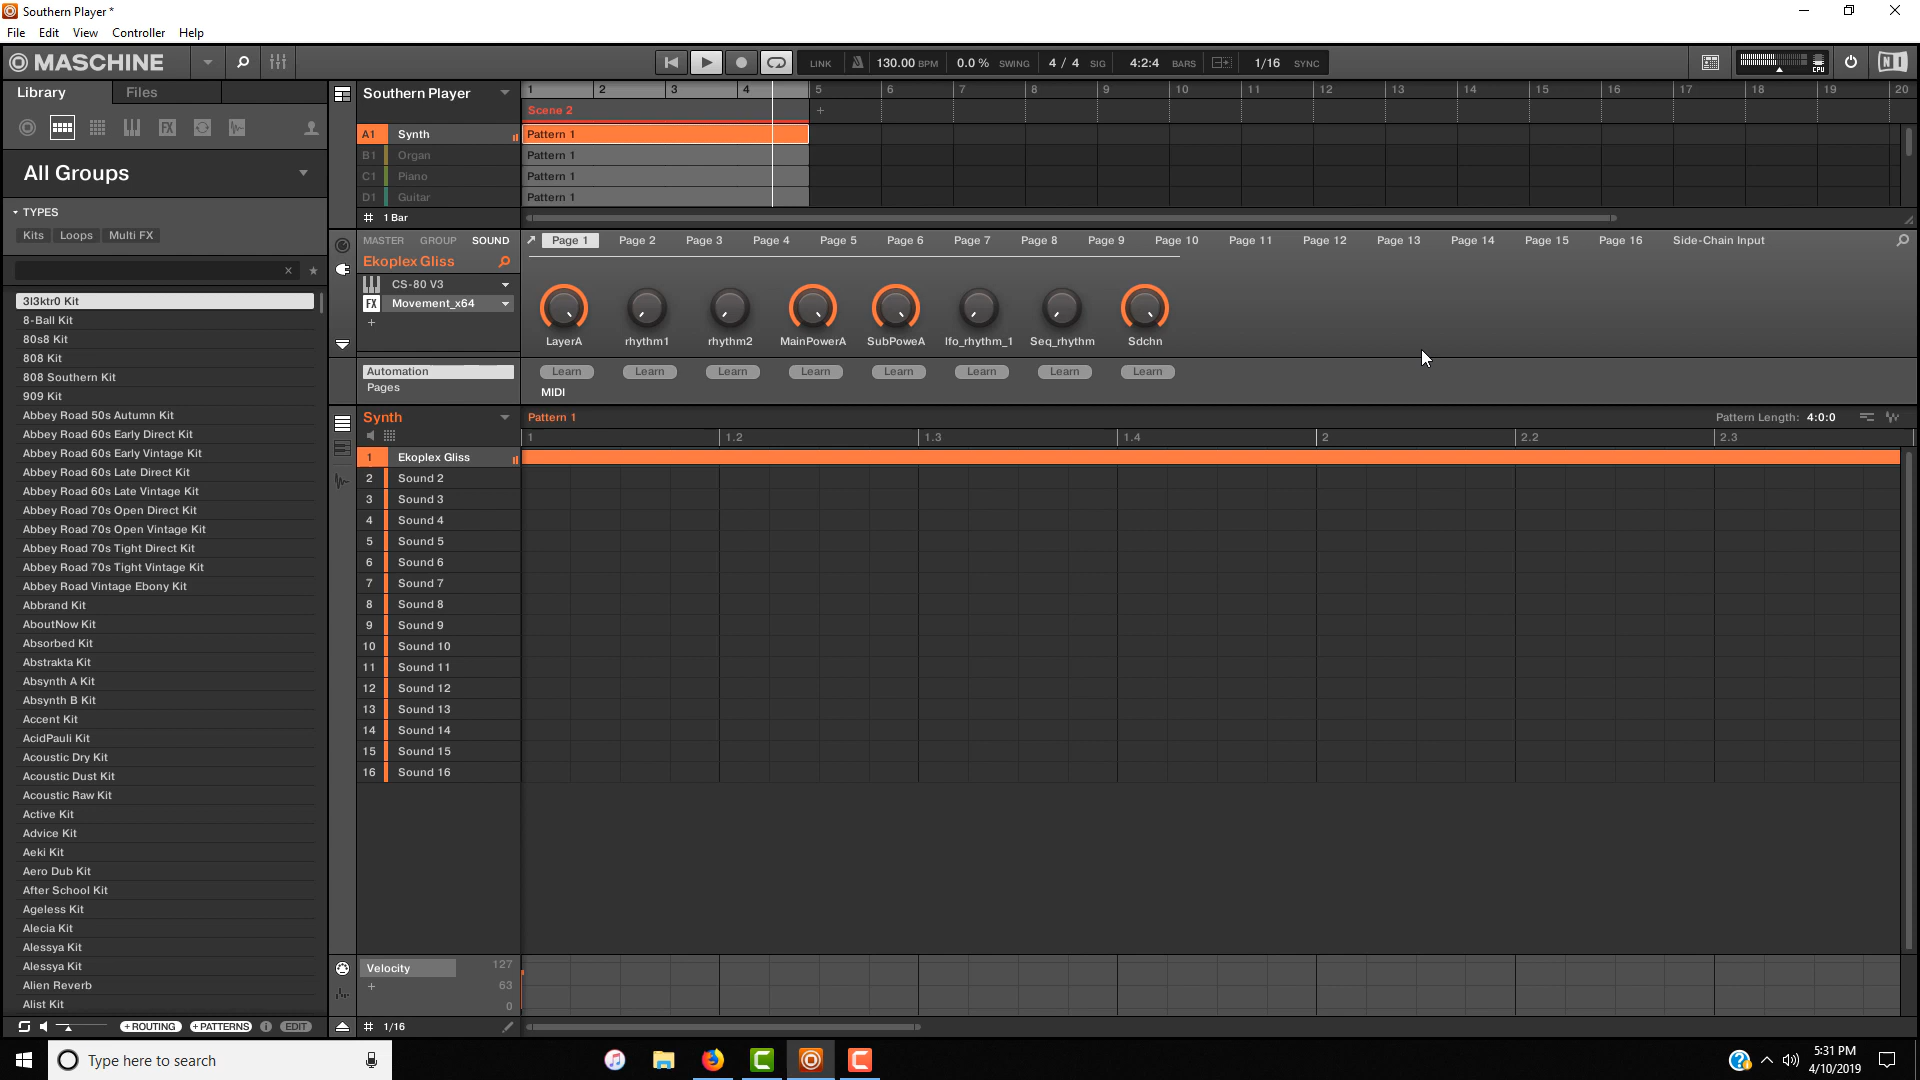 Southern Player *
File Edit View Controller Help
MASCHINE
LINK 130.00 BPM 0.0 % SWING 4 / 4 SIG 4:2:4 BARS 1/16 SYNC
CPU
Library Files
All Groups
TYPES
Kits Loops Multi FX
3l3ktr0 Kit
8-Ball Kit
80s8 Kit
808 Kit
808 Southern Kit
909 Kit
Abbey Road 50s Autumn Kit
Abbey Road 60s Early Direct Kit
Abbey Road 60s Early Vintage Kit
Abbey Road 60s Late Direct Kit
Abbey Road 60s Late Vintage Kit
Abbey Road 70s Open Direct Kit
Abbey Road 70s Open Vintage Kit
Abbey Road 70s Tight Direct Kit
Abbey Road 70s Tight Vintage Kit
Abbey Road Vintage Ebony Kit
Abbrand Kit
AboutNow Kit
Absorbed Kit
Abstrakta Kit
Absynth A Kit
Absynth B Kit
Accent Kit
AcidPauli Kit
Acoustic Dry Kit
Acoustic Dust Kit
Acoustic Raw Kit
Active Kit
Advice Kit
Aeki Kit
Aero Dub Kit
After School Kit
Ageless Kit
Alecia Kit
Alessya Kit
Alessya Kit
Alien Reverb
Alist Kit
+ ROUTING + PATTERNS i EDIT
Southern Player
1 2 3 4 5 6 7 8 9 10 11 12 13 14 15 16 17 18 19 20
Scene 2 +
A1 Synth Pattern 1
B1 Organ Pattern 1
C1 Piano Pattern 1
D1 Guitar Pattern 1
1 Bar
MASTER GROUP SOUND
Page 1 Page 2 Page 3 Page 4 Page 5 Page 6 Page 7 Page 8 Page 9 Page 10 Page 11 Page 12 Page 13 Page 14 Page 15 Page 16 Side-Chain Input
Ekoplex Gliss
CS-80 V3
FX Movement_x64
+
LayerA rhythm1 rhythm2 MainPowerA SubPoweA lfo_rhythm_1 Seq_rhythm Sdchn
Automation Learn Learn Learn Learn Learn Learn Learn Learn
Pages MIDI
Synth Pattern 1 Pattern Length: 4:0:0
1 1.2 1.3 1.4 2 2.2 2.3
1 Ekoplex Gliss
2 Sound 2
3 Sound 3
4 Sound 4
5 Sound 5
6 Sound 6
7 Sound 7
8 Sound 8
9 Sound 9
10 Sound 10
11 Sound 11
12 Sound 12
13 Sound 13
14 Sound 14
15 Sound 15
16 Sound 16
Velocity 127
+ 63
0
1/16
Type here to search
5:31 PM
4/10/2019